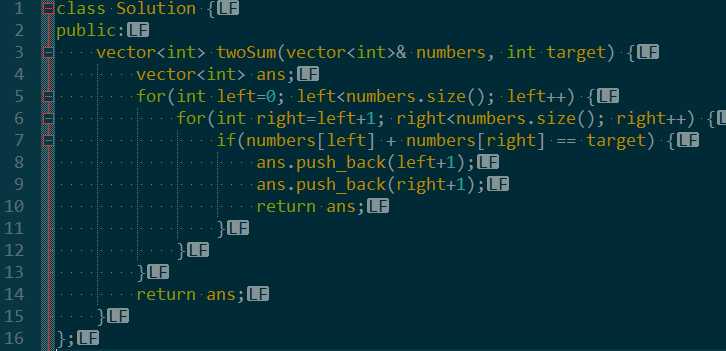 1 class Solution {LF
2 public:LF
3     vector<int> twoSum(vector<int>& numbers, int target) {LF
4         vector<int> ans;LF
5         for(int left=0; left<numbers.size(); left++) {LF
6             for(int right=left+1; right<numbers.size(); right++) {LF
7                 if(numbers[left] + numbers[right] == target) {LF
8                     ans.push_back(left+1);LF
9                     ans.push_back(right+1);LF
10                     return ans;LF
11                 }LF
12             }LF
13         }LF
14         return ans;LF
15     }LF
16 };LF